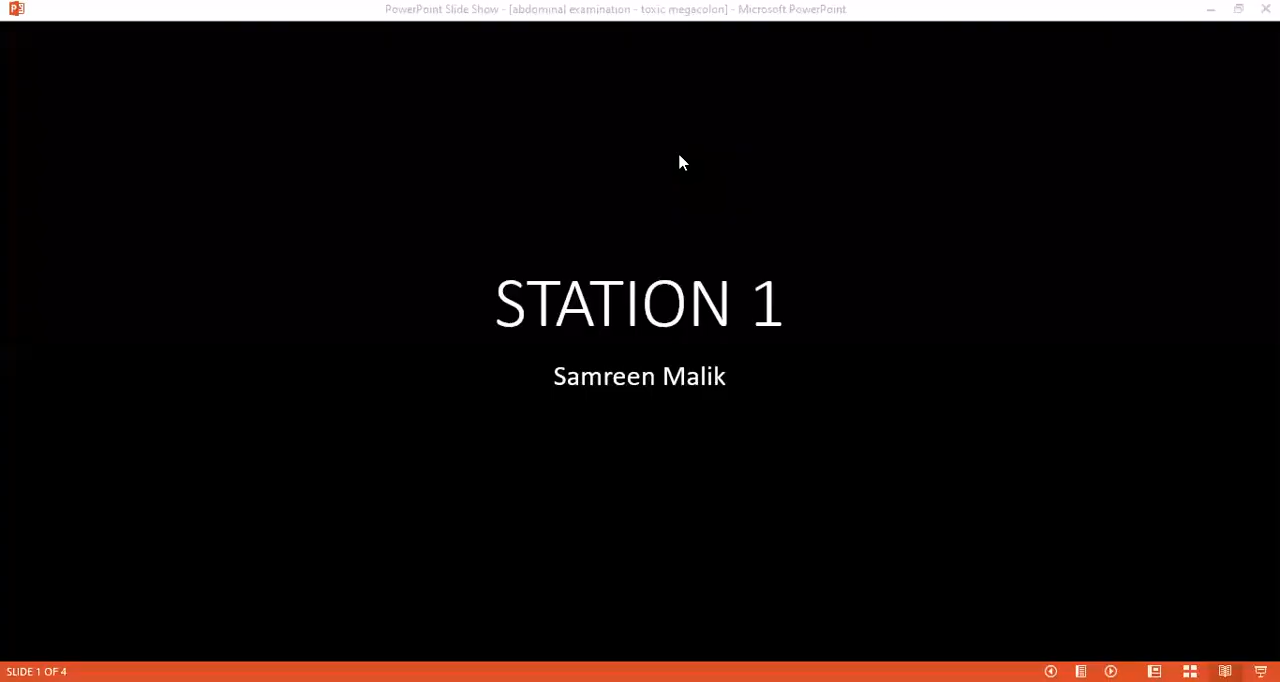 PowerPoint Slide Show - [abdominal examination - toxic megacolon] - Microsoft PowerPoint
STATION 1
Samreen Malik
SLIDE 1 OF 4